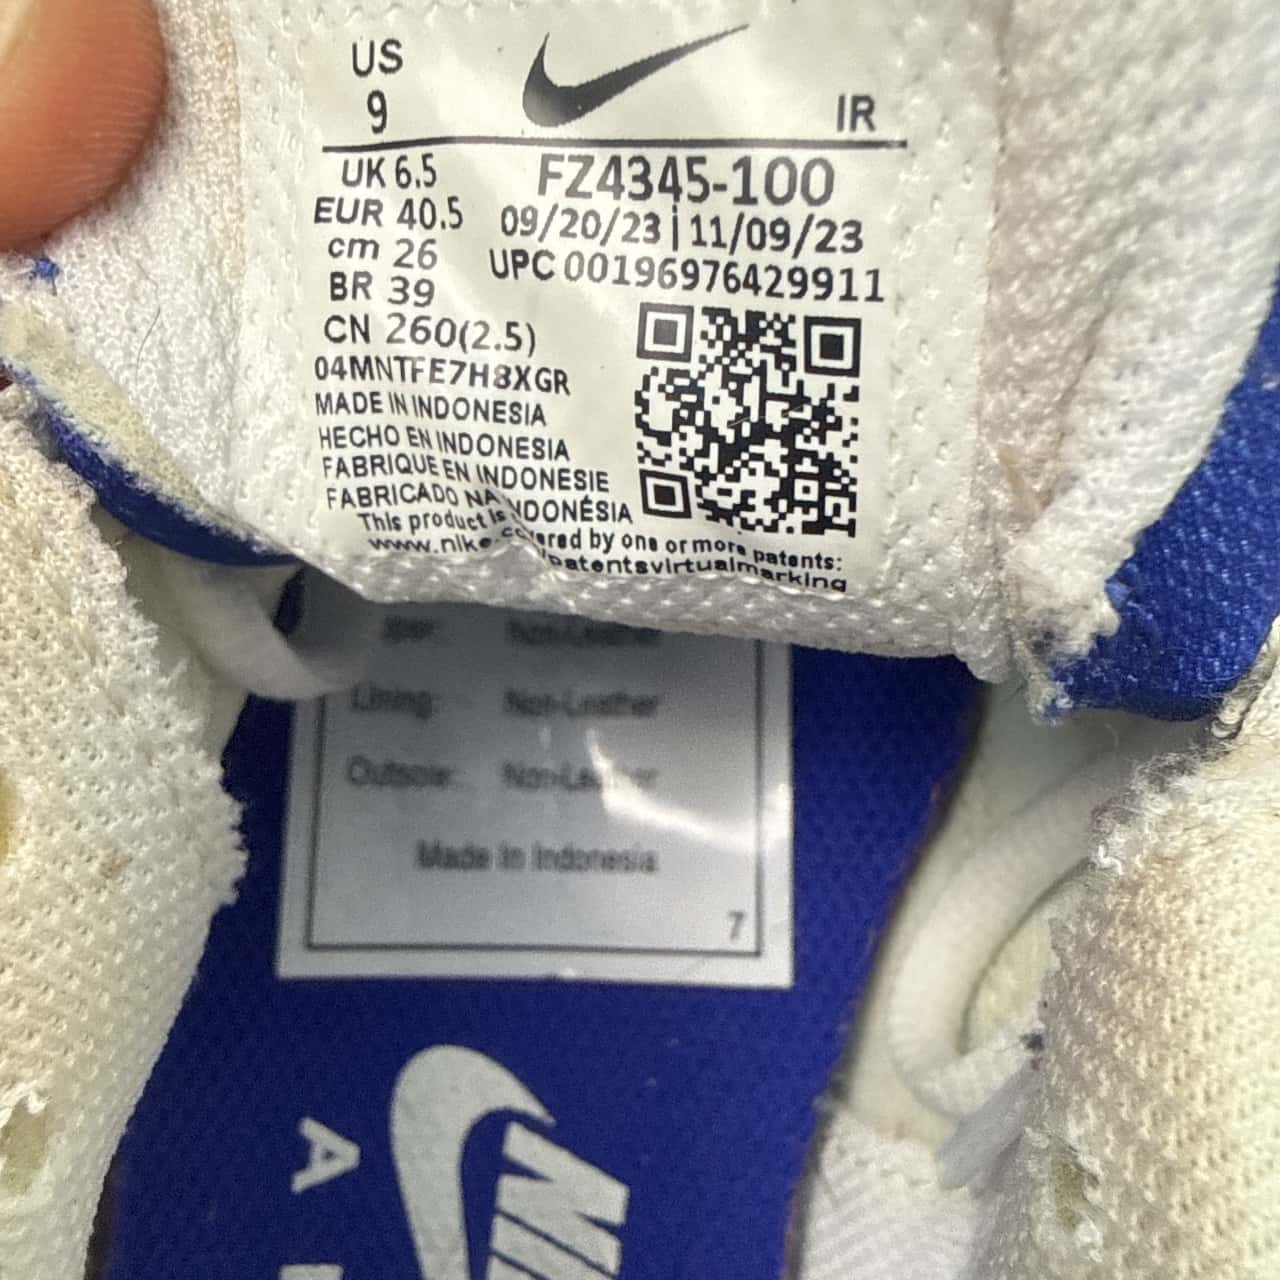 US
9
IR
UK 6.5
FZ4345-100
EUR 40.5
09/20/23 | 11/09/23
cm 26
UPC 00196976429911
BR 39
CN 260(2.5)
04MNTFE7H8XGR
MADE IN INDONESIA
HECHO EN INDONESIA
FABRIQUE EN INDONESIE
FABRICADO NA INDONÉSIA
This product is covered by one or more patents:
www.nike patentsvirtualmarking
Non-Leather
Lining: Non-Leather
Outsole: Non-Leather
Made In Indonesia
7
A